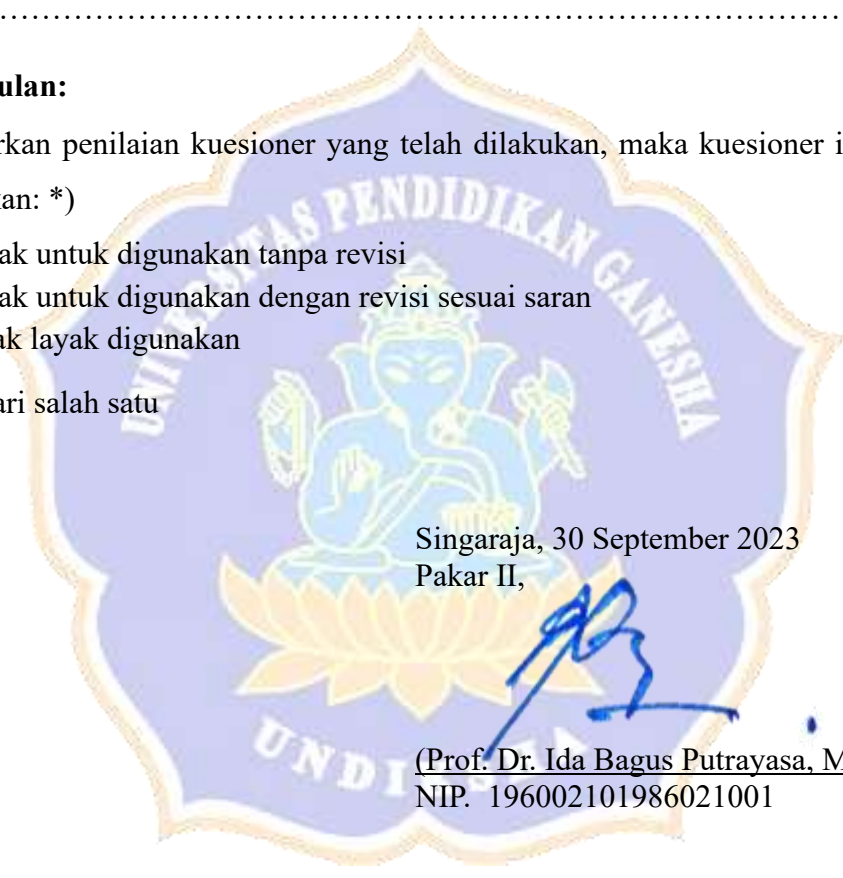 …………………………………………………………………………………
ulan:
rkan penilaian kuesioner yang telah dilakukan, maka kuesioner i
kan: *)
ak untuk digunakan tanpa revisi
ak untuk digunakan dengan revisi sesuai saran
ak layak digunakan
ari salah satu
UNIVERSITAS PENDIDIKAN GANESHA
Singaraja, 30 September 2023
Pakar II,
(Prof. Dr. Ida Bagus Putrayasa, M
NIP. 196002101986021001